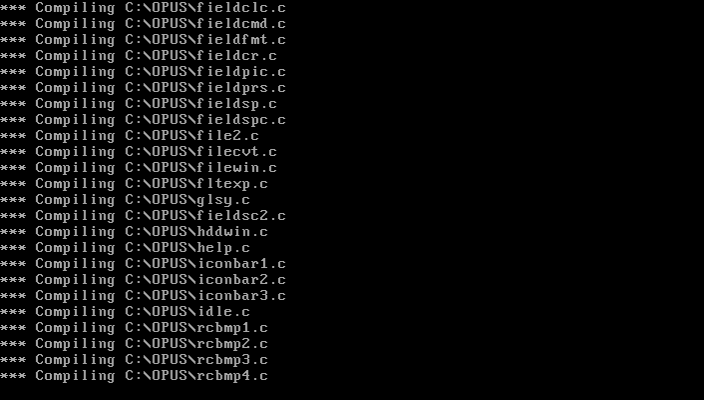 *** Compiling C:\OPUS\fieldclc.c
*** Compiling C:\OPUS\fieldcmd.c
*** Compiling C:\OPUS\fieldfmt.c
*** Compiling C:\OPUS\fieldcr.c
*** Compiling C:\OPUS\fieldpic.c
*** Compiling C:\OPUS\fieldprs.c
*** Compiling C:\OPUS\fieldsp.c
*** Compiling C:\OPUS\fieldspc.c
*** Compiling C:\OPUS\file2.c
*** Compiling C:\OPUS\filecvt.c
*** Compiling C:\OPUS\filewin.c
*** Compiling C:\OPUS\fltexp.c
*** Compiling C:\OPUS\glsy.c
*** Compiling C:\OPUS\fieldsc2.c
*** Compiling C:\OPUS\hddwin.c
*** Compiling C:\OPUS\help.c
*** Compiling C:\OPUS\iconbar1.c
*** Compiling C:\OPUS\iconbar2.c
*** Compiling C:\OPUS\iconbar3.c
*** Compiling C:\OPUS\idle.c
*** Compiling C:\OPUS\rcbmp1.c
*** Compiling C:\OPUS\rcbmp2.c
*** Compiling C:\OPUS\rcbmp3.c
*** Compiling C:\OPUS\rcbmp4.c